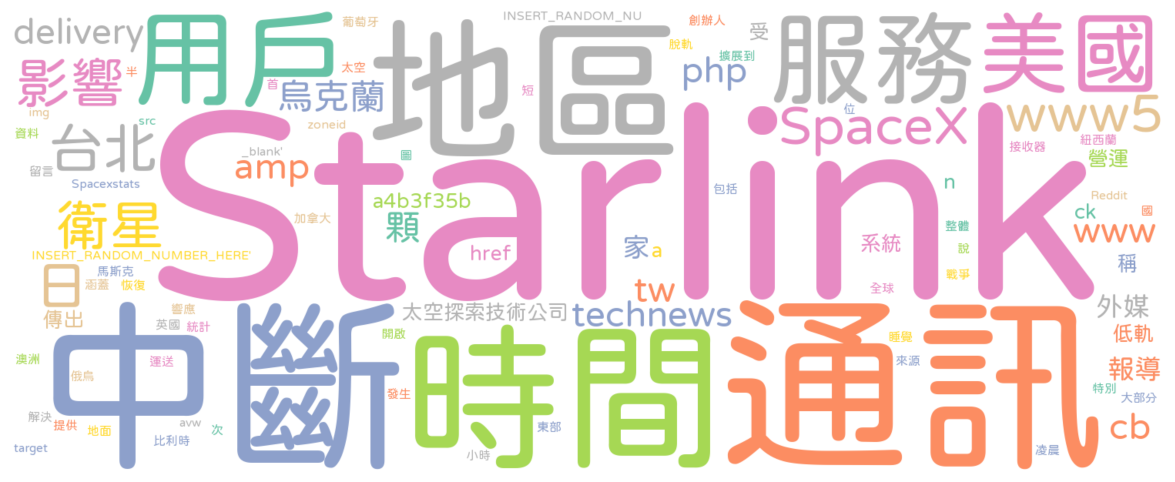 delivery
用戶
葡萄牙
地區
INSERT_RANDOM_NU
創辦人
受
服務
美國
影響
半
太空
首
烏克蘭
短
脫軌
擴展到
php
www5
img
資料
src
zoneid
台北
留言
_blank'
Spacexstats
amp
圖
SpaceX
位
接收器
紐西蘭
營運
Starlink
a4b3f35b
顆
加拿大
衛星
INSERT_RANDOM_NUMBER_HERE'
href
包括
n
Reddit
ck
國
www
家
a
系統
整體
說
戰爭
稱
日
馬斯克
涵蓋
恢復
傳出
響應
英國
統計
太空探索技術公司
tw
technews
全球
外媒
低軌
中斷
時間
通訊
開啟
睡覺
來源
報導
澳洲
俄烏
運送
發生
特別
大部分
解決
提供
地面
avw
比利時
次
東部
小時
target
cb
凌晨